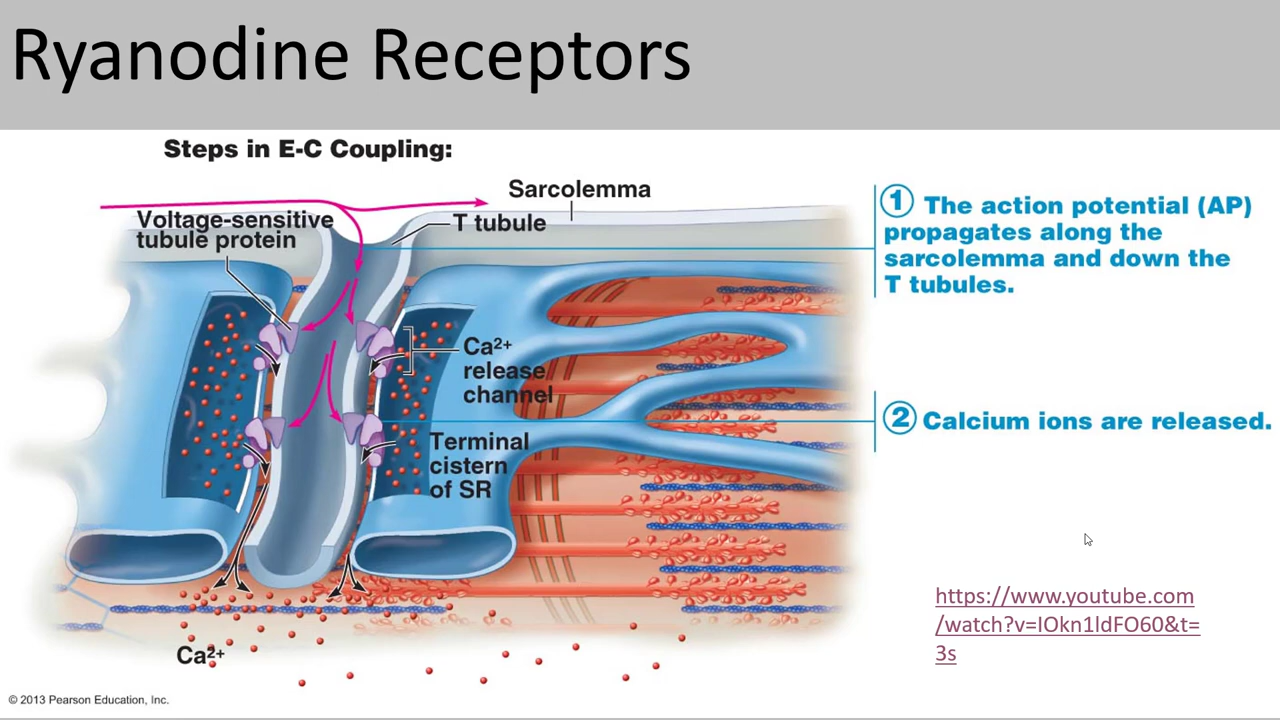 Ryanodine Receptors
Steps in E-C Coupling:
Sarcolemma
Voltage-sensitive
tubule protein
T tubule
① The action potential (AP)
propagates along the
sarcolemma and down the
T tubules.
Ca²⁺
release
channel
② Calcium ions are released.
Terminal
cistern
of SR
https://www.youtube.com
/watch?v=IOkn1ldFO60&t=
3s
Ca²⁺
© 2013 Pearson Education, Inc.